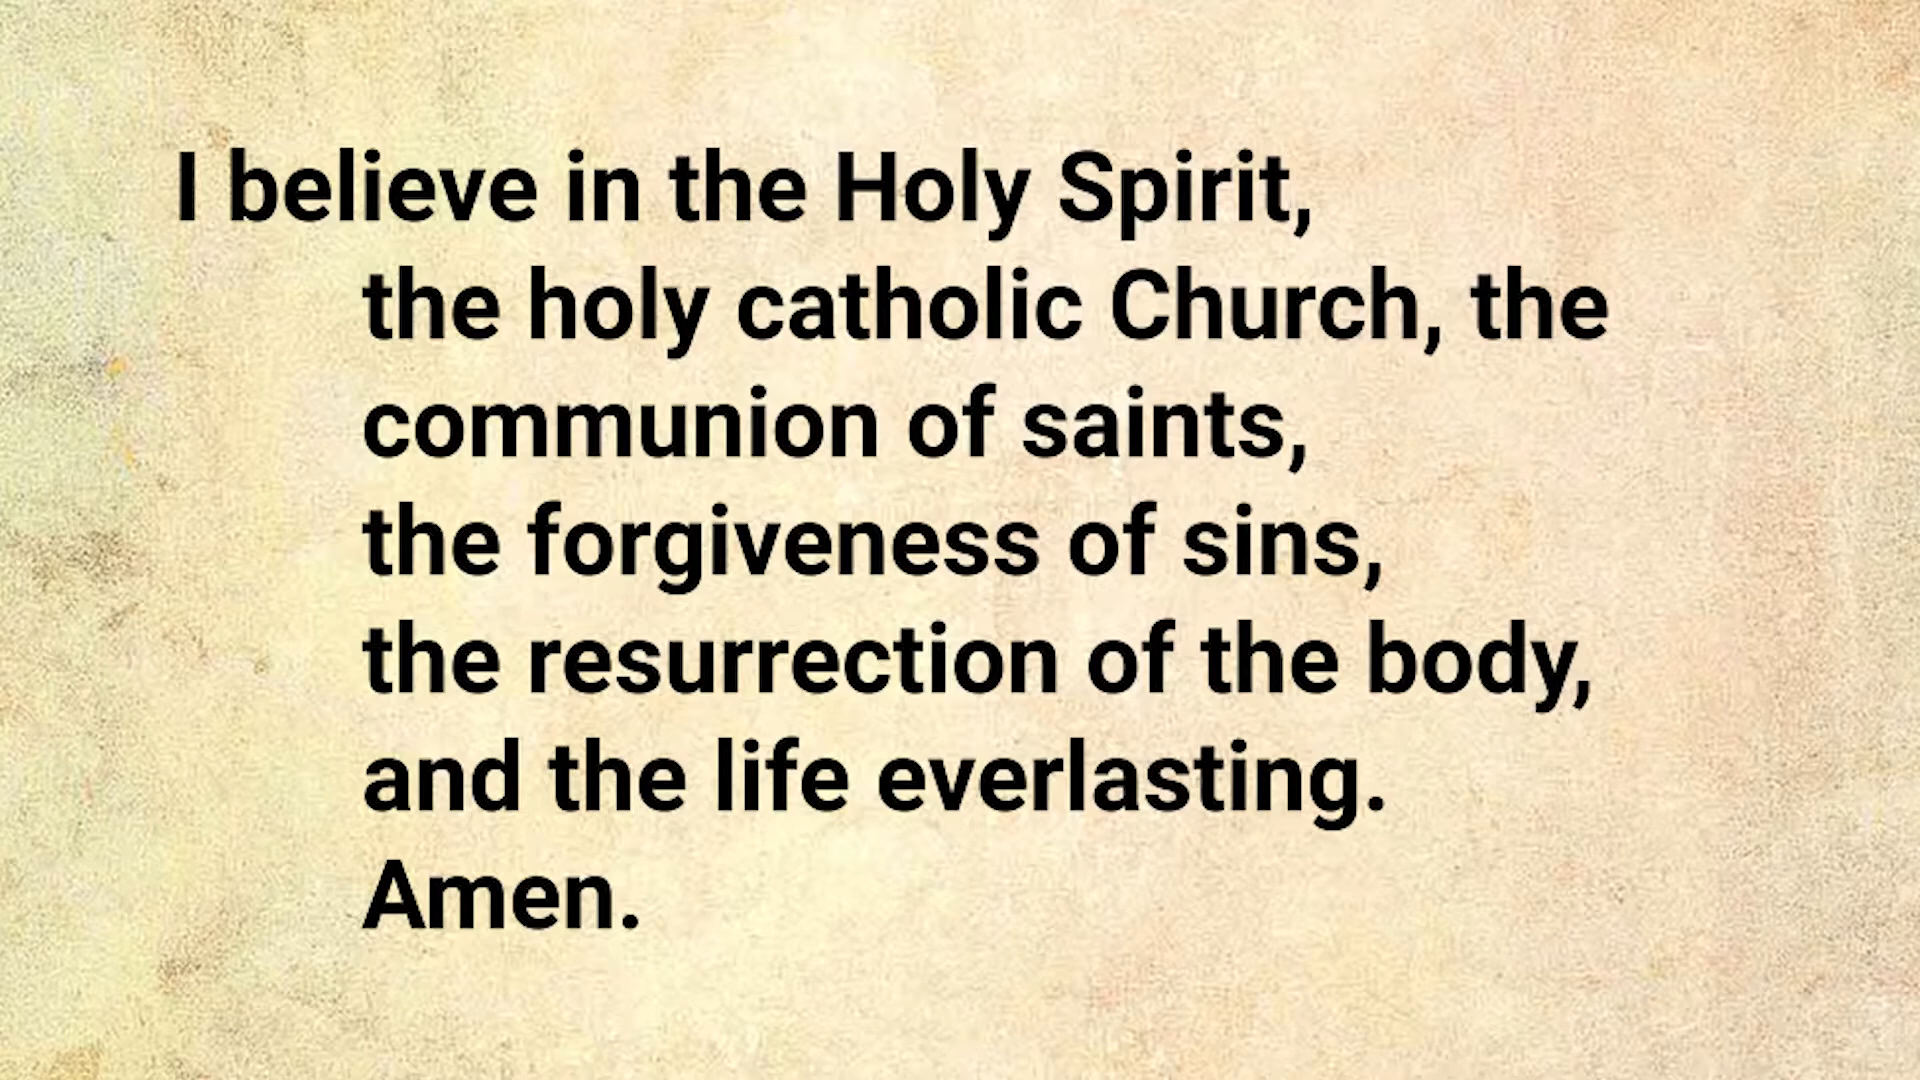 I believe in the Holy Spirit,
the holy catholic Church, the
communion of saints,
the forgiveness of sins,
the resurrection of the body,
and the life everlasting.
Amen.